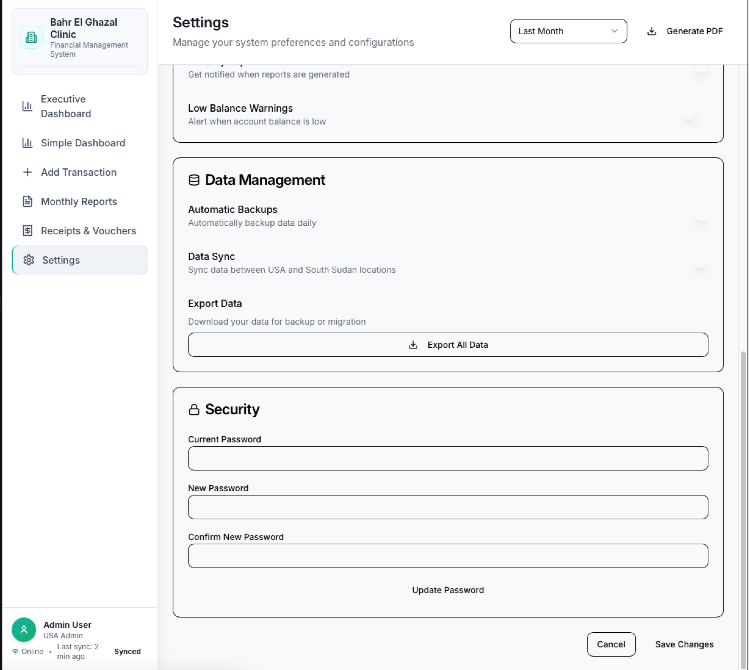 Bahr El Ghazal
Clinic
Financial Management
System
Executive
Dashboard
Simple Dashboard
Add Transaction
Monthly Reports
Receipts & Vouchers
Settings
Admin User
USA Admin
Online • Last sync: 2
min ago
Synced
Settings
Manage your system preferences and configurations
Last Month
Generate PDF
Get notified when reports are generated
Low Balance Warnings
Alert when account balance is low
Data Management
Automatic Backups
Automatically backup data daily
Data Sync
Sync data between USA and South Sudan locations
Export Data
Download your data for backup or migration
Export All Data
Security
Current Password
New Password
Confirm New Password
Update Password
Cancel
Save Changes